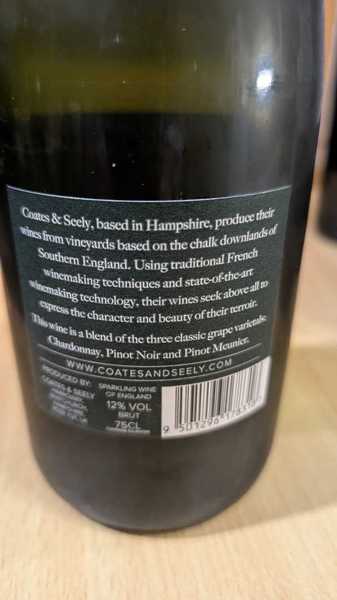 Coates & Seely, based in Hampshire, produce their
wines from vineyards based on the chalk downlands of
Southern England. Using traditional French
winemaking techniques and state-of-the-art
winemaking technology, their wines seek above all to
express the character and beauty of their terroir.
This wine is a blend of the three classic grape varietals:
Chardonnay, Pinot Noir and Pinot Meunier.
WWW.COATESANDSEELY.COM
PRODUCED BY:
COATES & SEELY
SPARKLING WINE
OF ENGLAND
12% VOL
BRUT
75CL